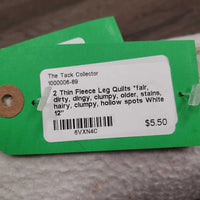 The Tack Collector
1000006-89
2 Thin Fleece Leg Quilts *fair,
dirty, dingy, clumpy, older, stains,
hairy, clumpy, hollow spots White
12"
$5.50
6VXN4C